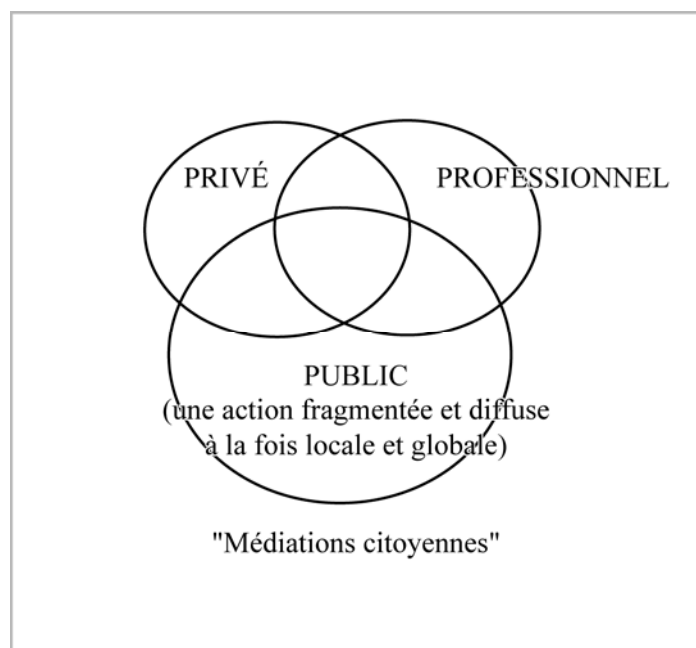 PRIVÉ PROFESSIONNEL
PUBLIC
(une action fragmentée et diffuse
à la fois locale et globale)
"Médiations citoyennes"